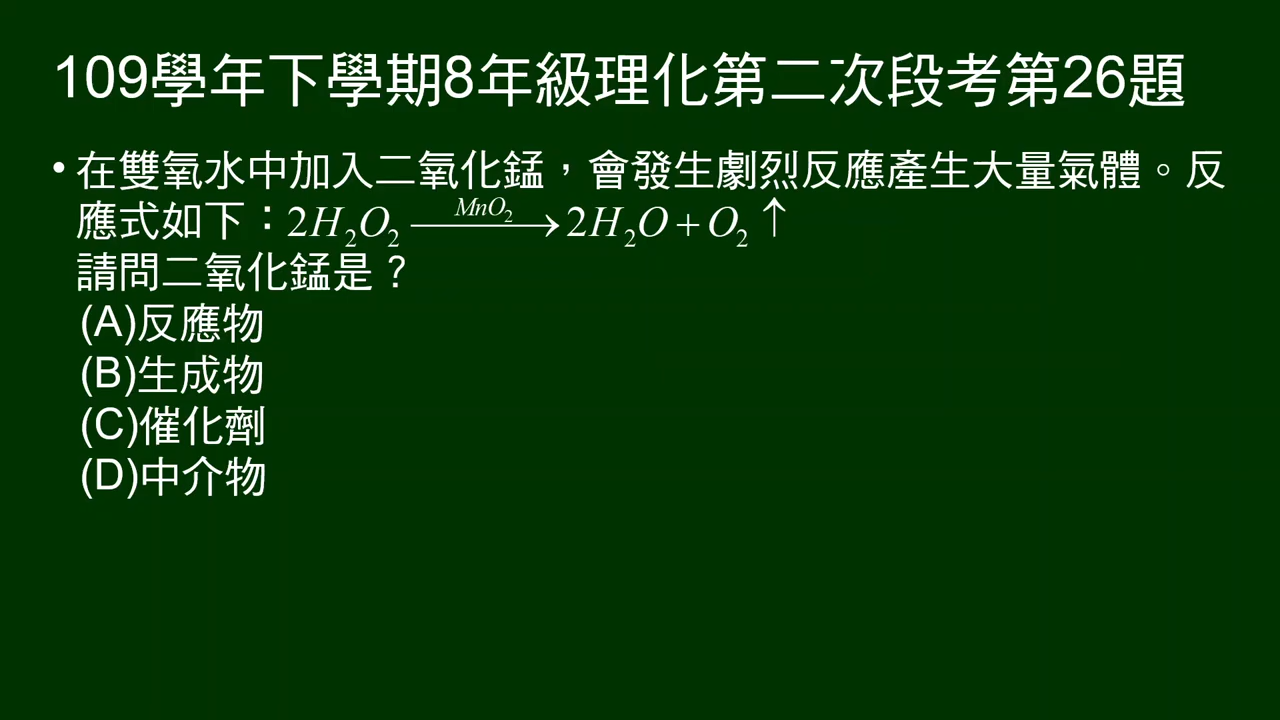 109學年下學期8年級理化第二次段考第26題
• 在雙氧水中加入二氧化錳，會發生劇烈反應產生大量氣體。反
應式如下：2H₂O₂ —MnO₂→ 2H₂O + O₂ ↑
請問二氧化錳是？
(A)反應物
(B)生成物
(C)催化劑
(D)中介物